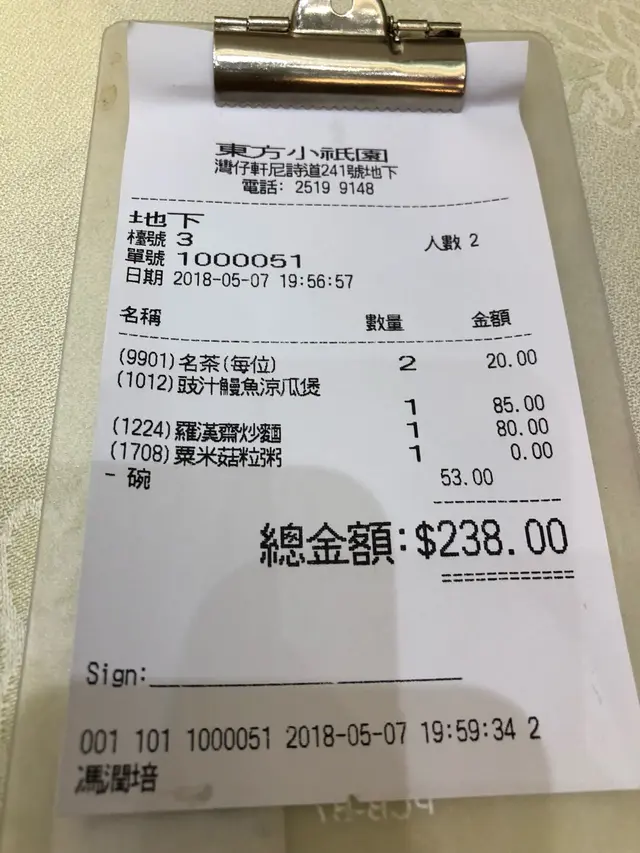 東方小祇園
灣仔軒尼詩道241號地下
電話: 2519 9148
地下
檯號 3 人數 2
單號 1000051
日期 2018-05-07 19:56:57
名稱 數量 金額
(9901)名茶(每位) 2 20.00
(1012)豉汁鰻魚涼瓜煲
1 85.00
(1224)羅漢齋炒麵 1 80.00
(1708)粟米菇粒粥 1 0.00
- 碗 53.00
總金額:$238.00
Sign:
001 101 1000051 2018-05-07 19:59:34 2
馮潤培